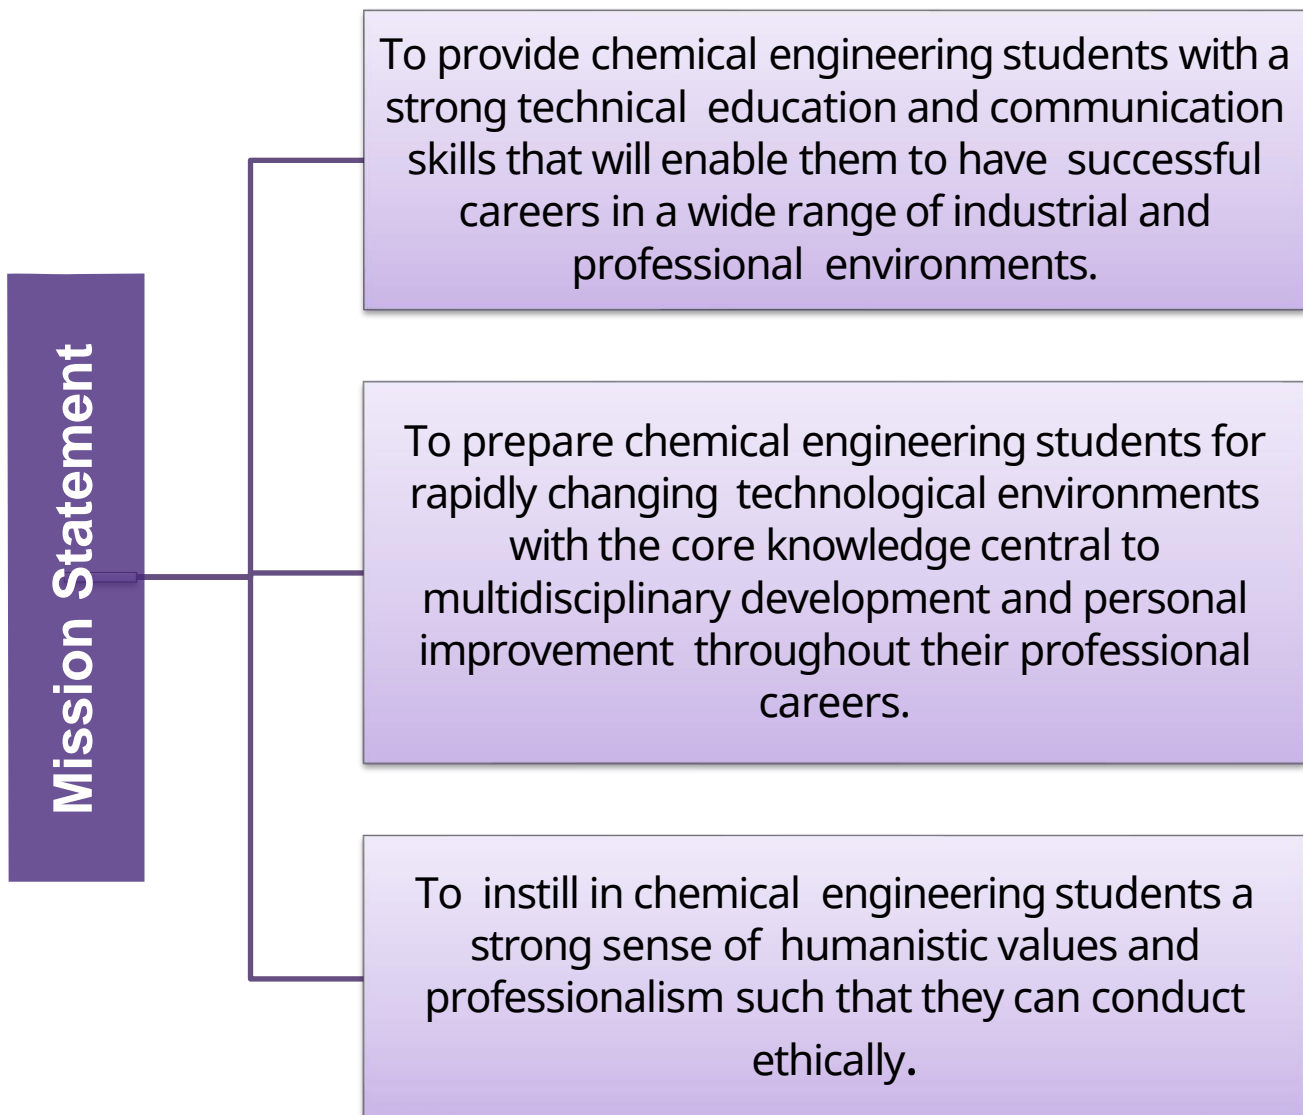 Mission Statement
To provide chemical engineering students with a
strong technical education and communication
skills that will enable them to have successful
careers in a wide range of industrial and
professional environments.
To prepare chemical engineering students for
rapidly changing technological environments
with the core knowledge central to
multidisciplinary development and personal
improvement throughout their professional
careers.
To instill in chemical engineering students a
strong sense of humanistic values and
professionalism such that they can conduct
ethically.